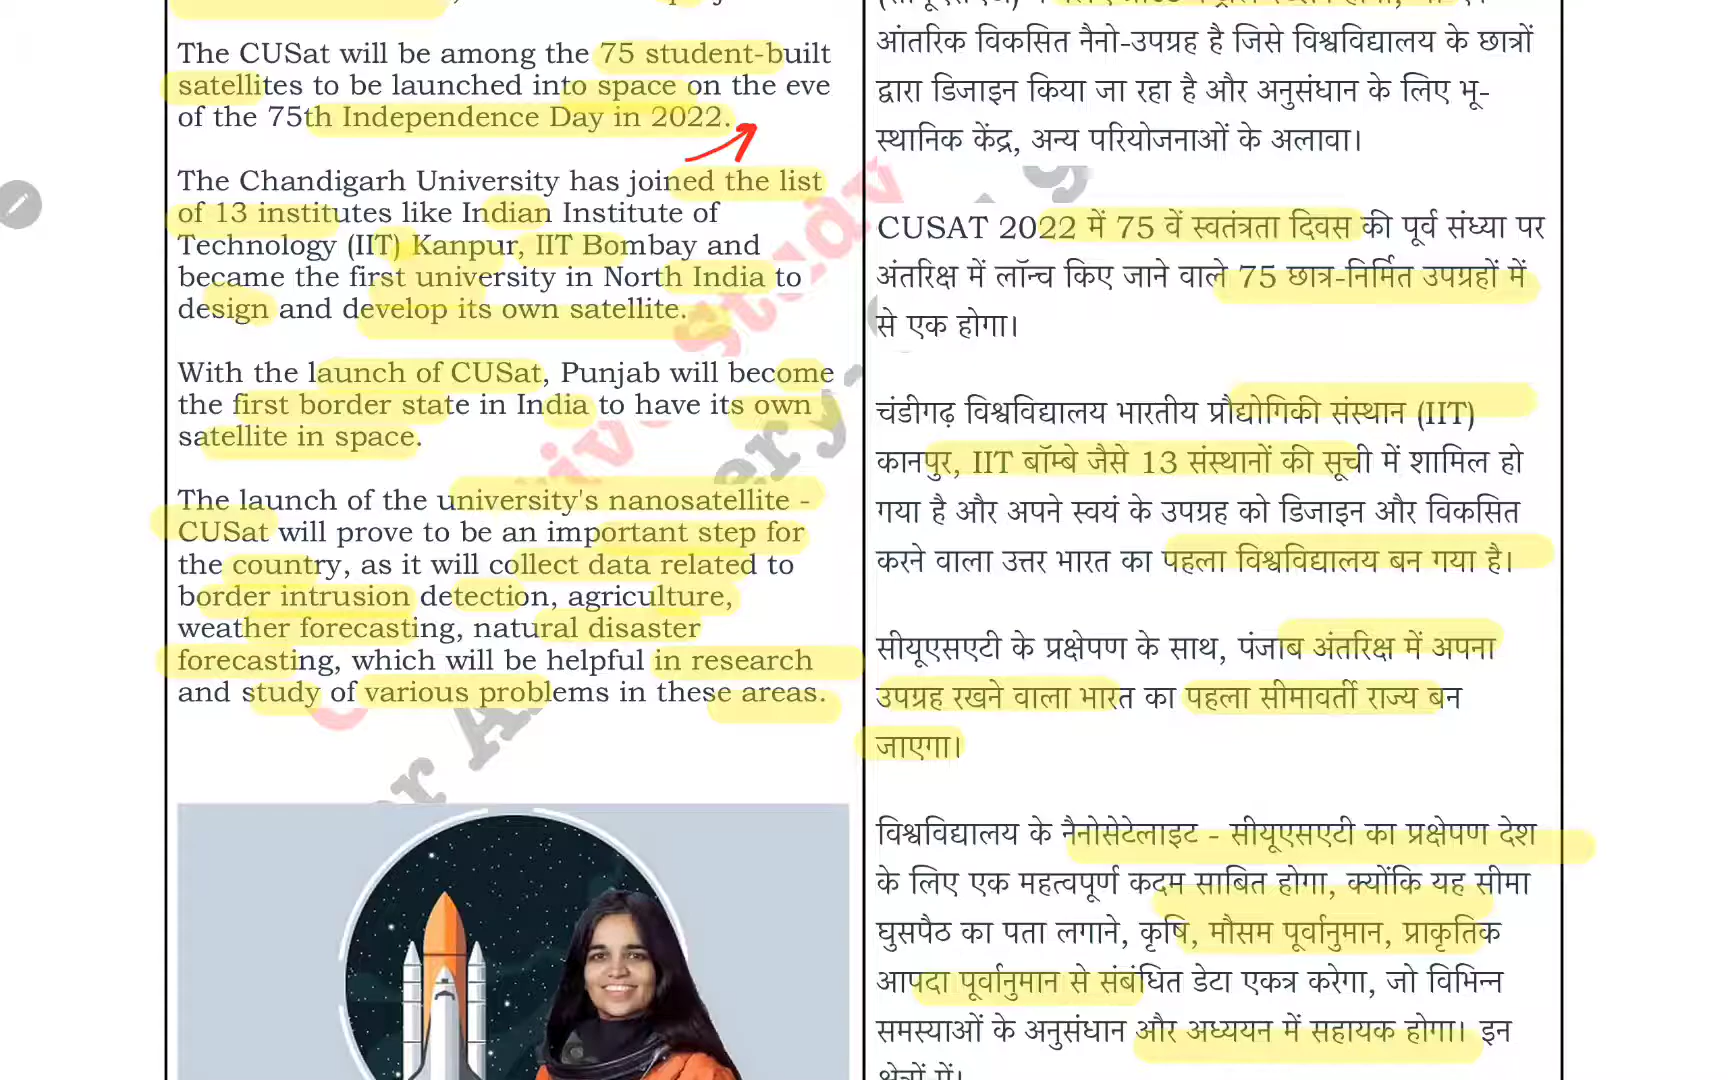 The CUSat will be among the 75 student-built
satellites to be launched into space on the eve
of the 75th Independence Day in 2022.
The Chandigarh University has joined the list
of 13 institutes like Indian Institute of
Technology (IIT) Kanpur, IIT Bombay and
became the first university in North India to
design and develop its own satellite.
With the launch of CUSat, Punjab will become
the first border state in India to have its own
satellite in space.
The launch of the university's nanosatellite -
CUSat will prove to be an important step for
the country, as it will collect data related to
border intrusion detection, agriculture,
weather forecasting, natural disaster
forecasting, which will be helpful in research
and study of various problems in these areas.
आंतरिक विकसित नैनो-उपग्रह है जिसे विश्वविद्यालय के छात्रों
द्वारा डिजाइन किया जा रहा है और अनुसंधान के लिए भू-
स्थानिक केंद्र, अन्य परियोजनाओं के अलावा।
CUSAT 2022 में 75 वें स्वतंत्रता दिवस की पूर्व संध्या पर
अंतरिक्ष में लॉन्च किए जाने वाले 75 छात्र-निर्मित उपग्रहों में
से एक होगा।
चंडीगढ़ विश्वविद्यालय भारतीय प्रौद्योगिकी संस्थान (IIT)
कानपुर, IIT बॉम्बे जैसे 13 संस्थानों की सूची में शामिल हो
गया है और अपने स्वयं के उपग्रह को डिजाइन और विकसित
करने वाला उत्तर भारत का पहला विश्वविद्यालय बन गया है।
सीयूएसएटी के प्रक्षेपण के साथ, पंजाब अंतरिक्ष में अपना
उपग्रह रखने वाला भारत का पहला सीमावर्ती राज्य बन
जाएगा।
विश्वविद्यालय के नैनोसेटेलाइट - सीयूएसएटी का प्रक्षेपण देश
के लिए एक महत्वपूर्ण कदम साबित होगा, क्योंकि यह सीमा
घुसपैठ का पता लगाने, कृषि, मौसम पूर्वानुमान, प्राकृतिक
आपदा पूर्वानुमान से संबंधित डेटा एकत्र करेगा, जो विभिन्न
समस्याओं के अनुसंधान और अध्ययन में सहायक होगा। इन